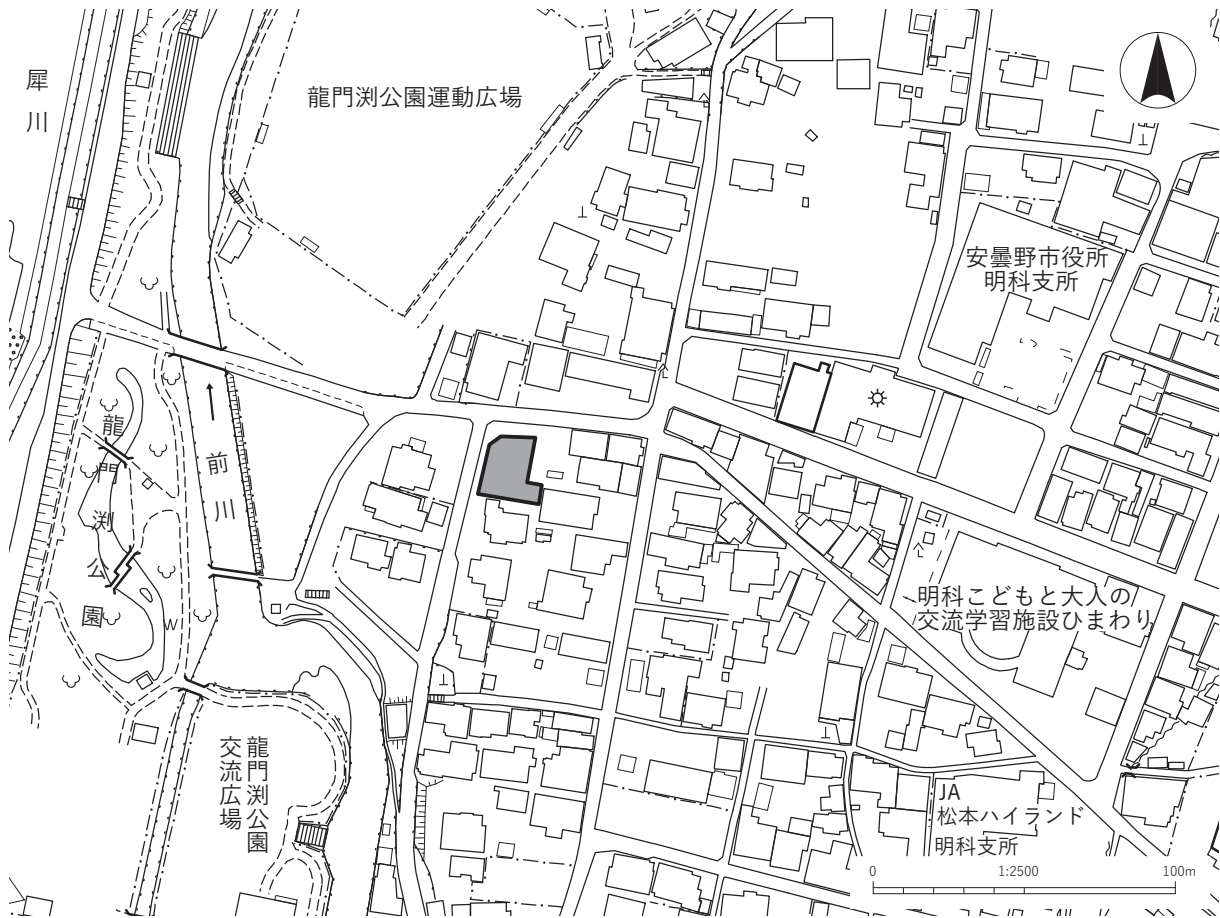 犀川
龍門渕公園運動広場
安曇野市役所
明科支所
龍門渕公園
前川
明科こどもと大人の
交流学習施設ひまわり
龍門渕公園
交流広場
JA
松本ハイランド
明科支所
0 1:2500 100m